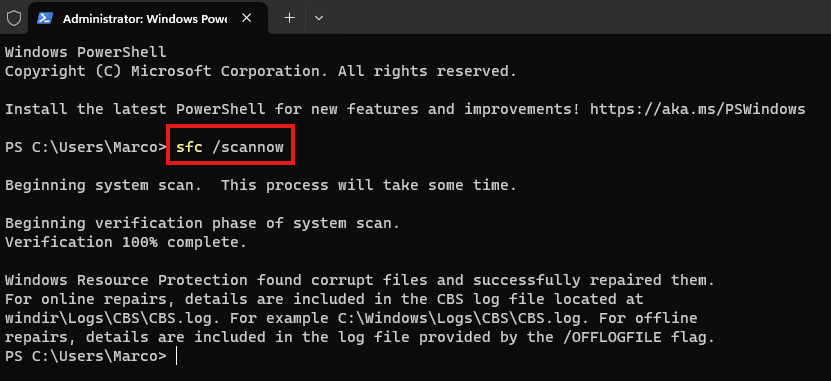 Administrator: Windows Powe
Windows PowerShell
Copyright (C) Microsoft Corporation. All rights reserved.
Install the latest PowerShell for new features and improvements! https://aka.ms/PSWindows
PS C:\Users\Marco> sfc /scannow
Beginning system scan.  This process will take some time.
Beginning verification phase of system scan.
Verification 100% complete.
Windows Resource Protection found corrupt files and successfully repaired them.
For online repairs, details are included in the CBS log file located at
windir\Logs\CBS\CBS.log. For example C:\Windows\Logs\CBS\CBS.log. For offline
repairs, details are included in the log file provided by the /OFFLOGFILE flag.
PS C:\Users\Marco>